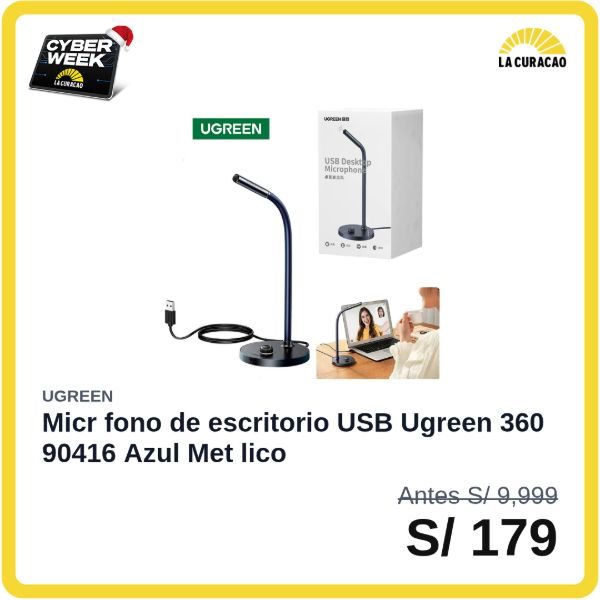 CYBER
WEEK
LA CURACAO
LA CURACAO
UGREEN
UGREEN
USB Desktop
Microphone
UGREEN
Micr fono de escritorio USB Ugreen 360
90416 Azul Met lico
Antes S/ 9,999
S/ 179